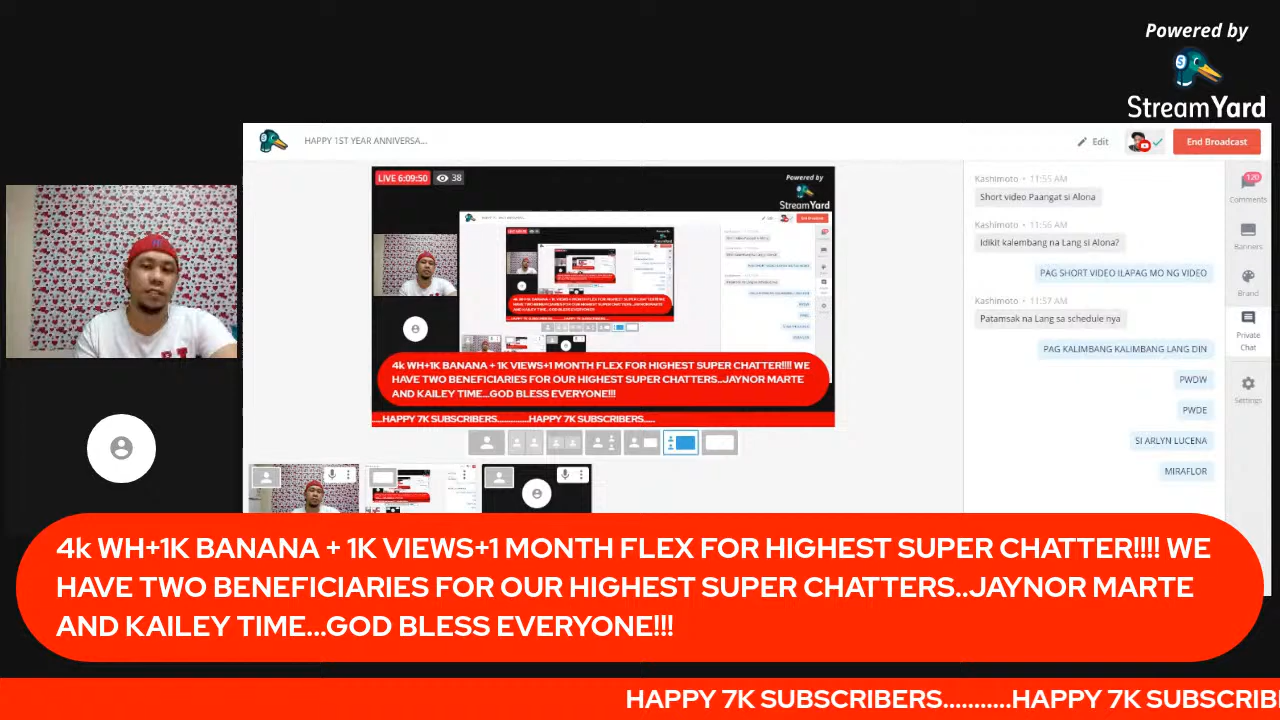 Powered by
StreamYard
HAPPY 1ST YEAR ANNIVERSA...
Edit
End Broadcast
LIVE 6:09:50
38
Powered by
StreamYard
Kashimoto • 11:55 AM
Short video Paangat si Alona
Kashimoto • 11:56 AM
Idikit kalembang na Lang si Alona?
PAG SHORT VIDEO ILAPAG MO NG VIDEO
Kashimoto • 11:57 AM
Patamsak na Lang sa schedule nya
PAG KALIMBANG KALIMBANG LANG DIN
PWDW
PWDE
SI ARLYN LUCENA
MIRAFLOR
120
Comments
Banners
Brand
Private
Chat
Settings
4k WH+1K BANANA + 1K VIEWS+1 MONTH FLEX FOR HIGHEST SUPER CHATTER!!!! WE
HAVE TWO BENEFICIARIES FOR OUR HIGHEST SUPER CHATTERS..JAYNOR MARTE
AND KAILEY TIME...GOD BLESS EVERYONE!!!
....HAPPY 7K SUBSCRIBERS...........HAPPY 7K SUBSCRIBERS.....
4k WH+1K BANANA + 1K VIEWS+1 MONTH FLEX FOR HIGHEST SUPER CHATTER!!!! WE
HAVE TWO BENEFICIARIES FOR OUR HIGHEST SUPER CHATTERS..JAYNOR MARTE
AND KAILEY TIME...GOD BLESS EVERYONE!!!
HAPPY 7K SUBSCRIBERS...........HAPPY 7K SUBSCRIB